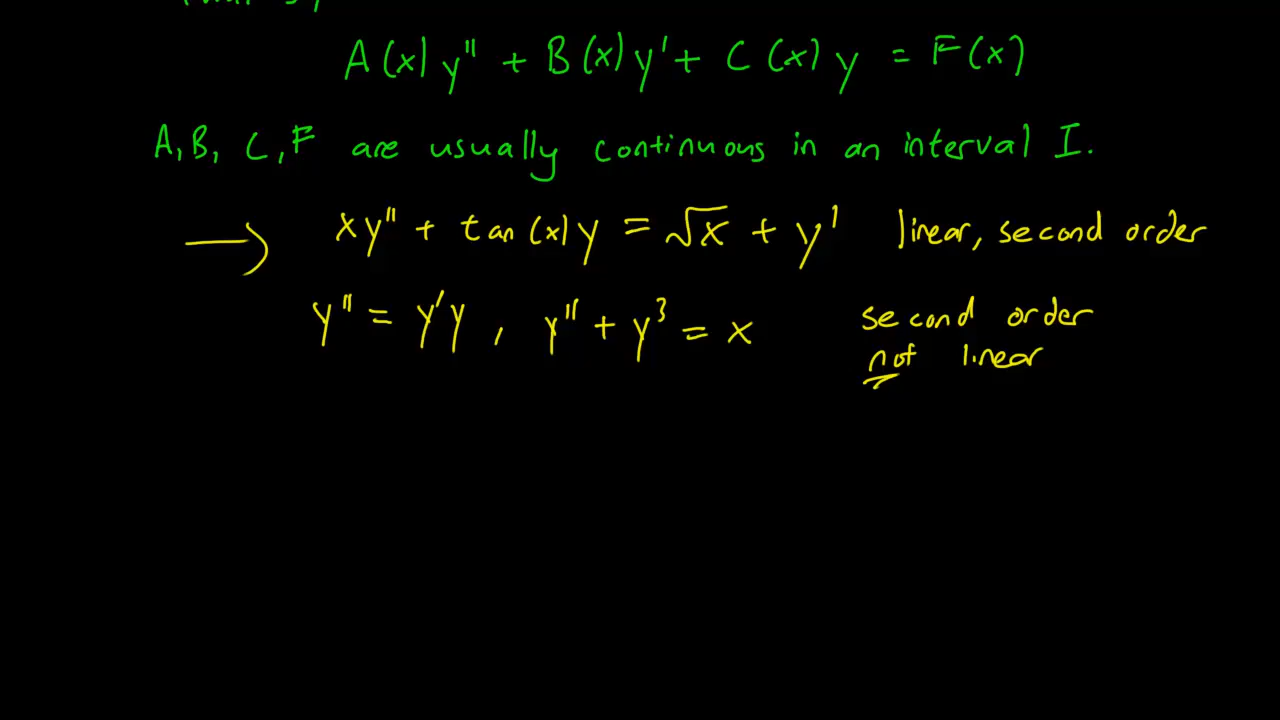 A(x)y" + B(x)y' + C(x)y = F(x)
A, B, C, F are usually continuous in an interval I.
→ xy" + tan(x)y = √x + y' linear, second order
y" = y'y, y" + y³ = x second order
not linear